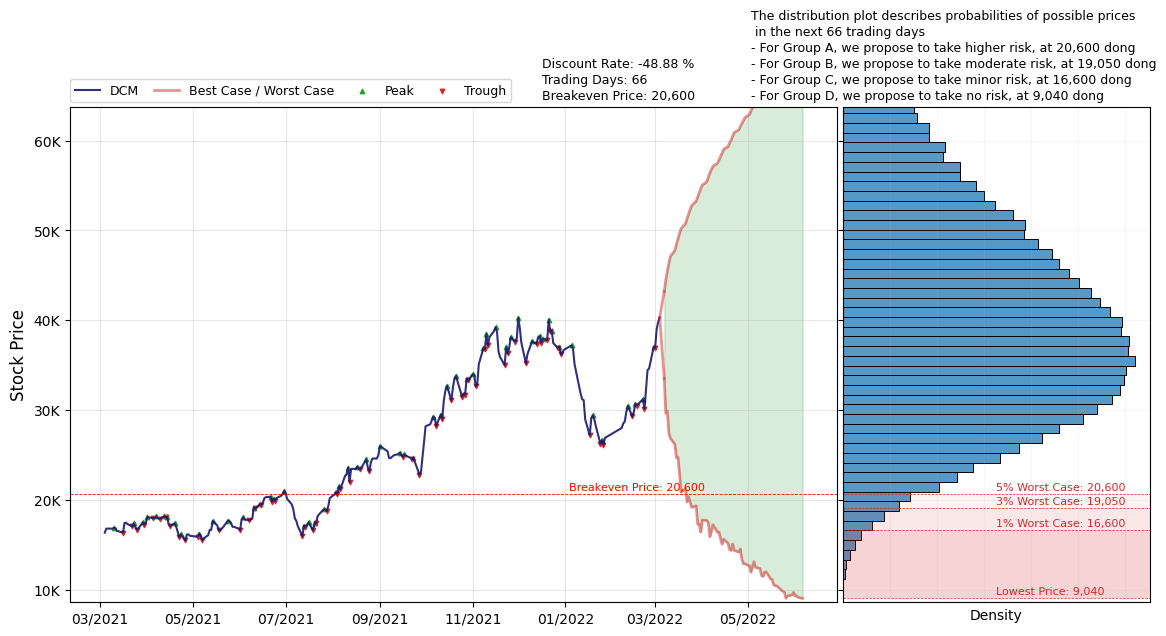 The distribution plot describes probabilities of possible prices
in the next 66 trading days
- For Group A, we propose to take higher risk, at 20,600 dong
- For Group B, we propose to take moderate risk, at 19,050 dong
- For Group C, we propose to take minor risk, at 16,600 dong
- For Group D, we propose to take no risk, at 9,040 dong
Discount Rate: -48.88 %
Trading Days: 66
Breakeven Price: 20,600
DCM
Best Case / Worst Case
Peak
Trough
Stock Price
60K
50K
40K
30K
20K
10K
Breakeven Price: 20,600
03/2021
05/2021
07/2021
09/2021
11/2021
01/2022
03/2022
05/2022
5% Worst Case: 20,600
3% Worst Case: 19,050
1% Worst Case: 16,600
Lowest Price: 9,040
Density